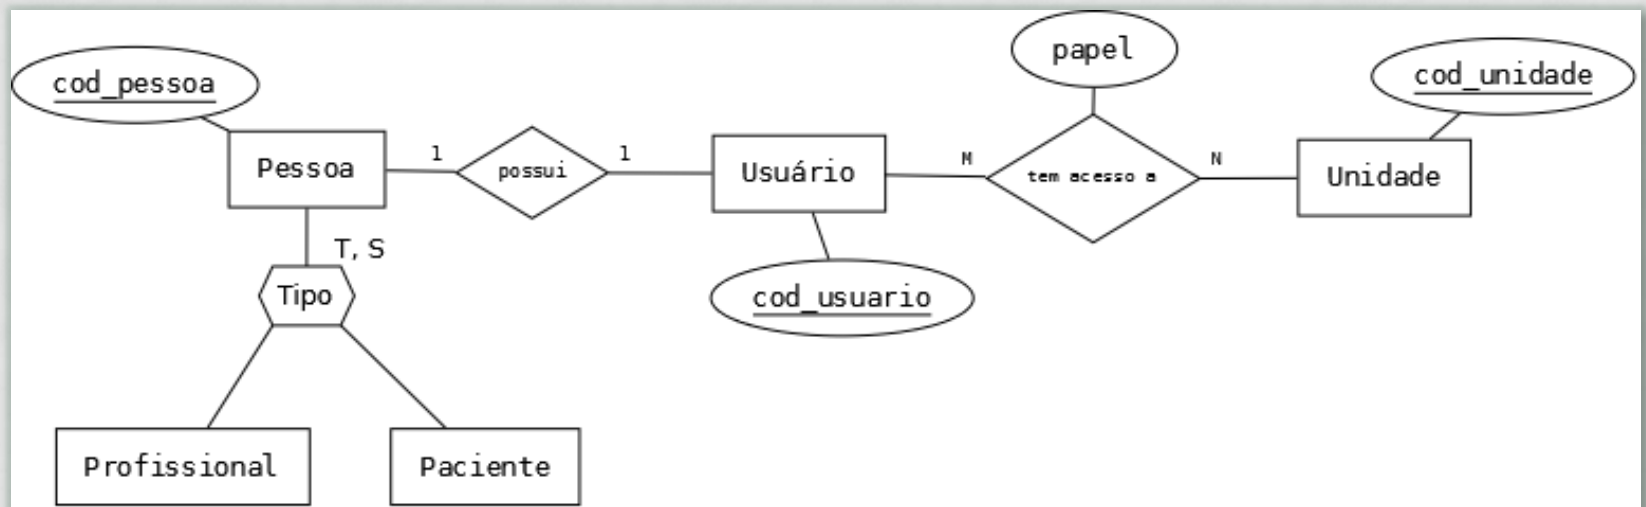 papel
cod_pessoa
cod_unidade
Pessoa
1
possui
1
Usuário
M
tem acesso a
N
Unidade
T, S
Tipo
cod_usuario
Profissional
Paciente